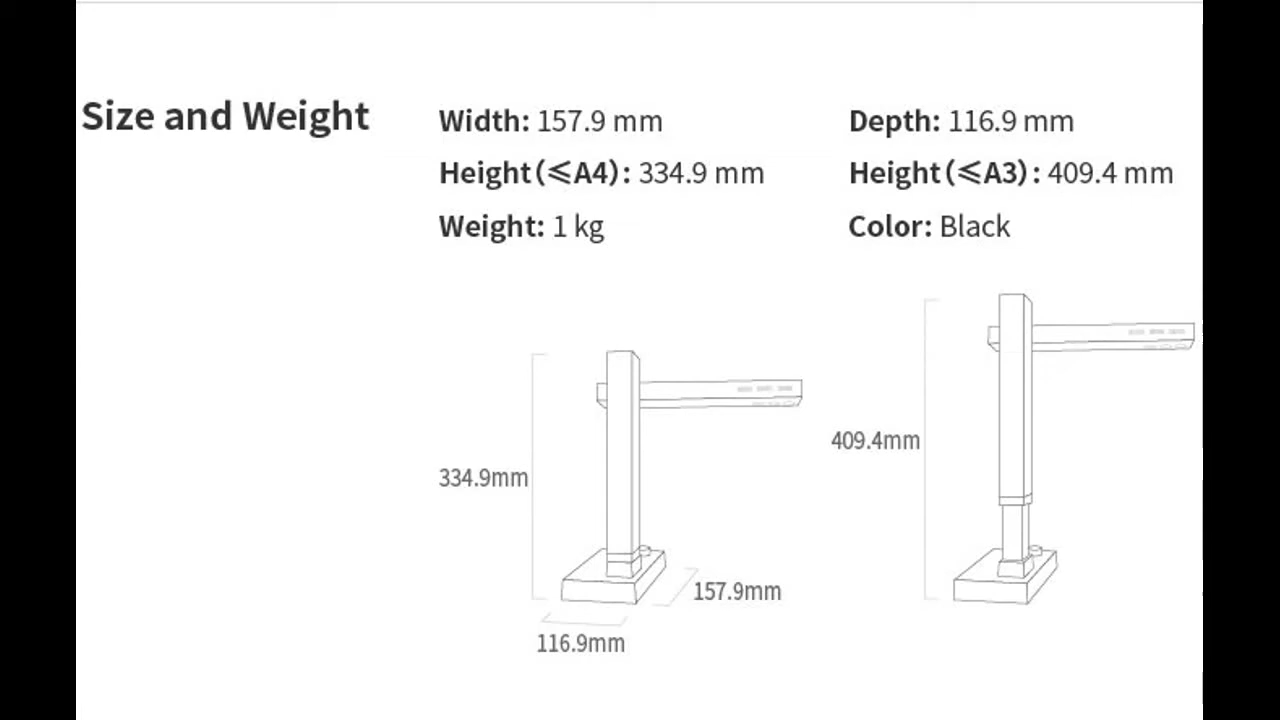 Size and Weight
Width: 157.9 mm
Depth: 116.9 mm
Height(⩽A4): 334.9 mm
Height(⩽A3): 409.4 mm
Weight: 1 kg
Color: Black
409.4mm
334.9mm
157.9mm
116.9mm